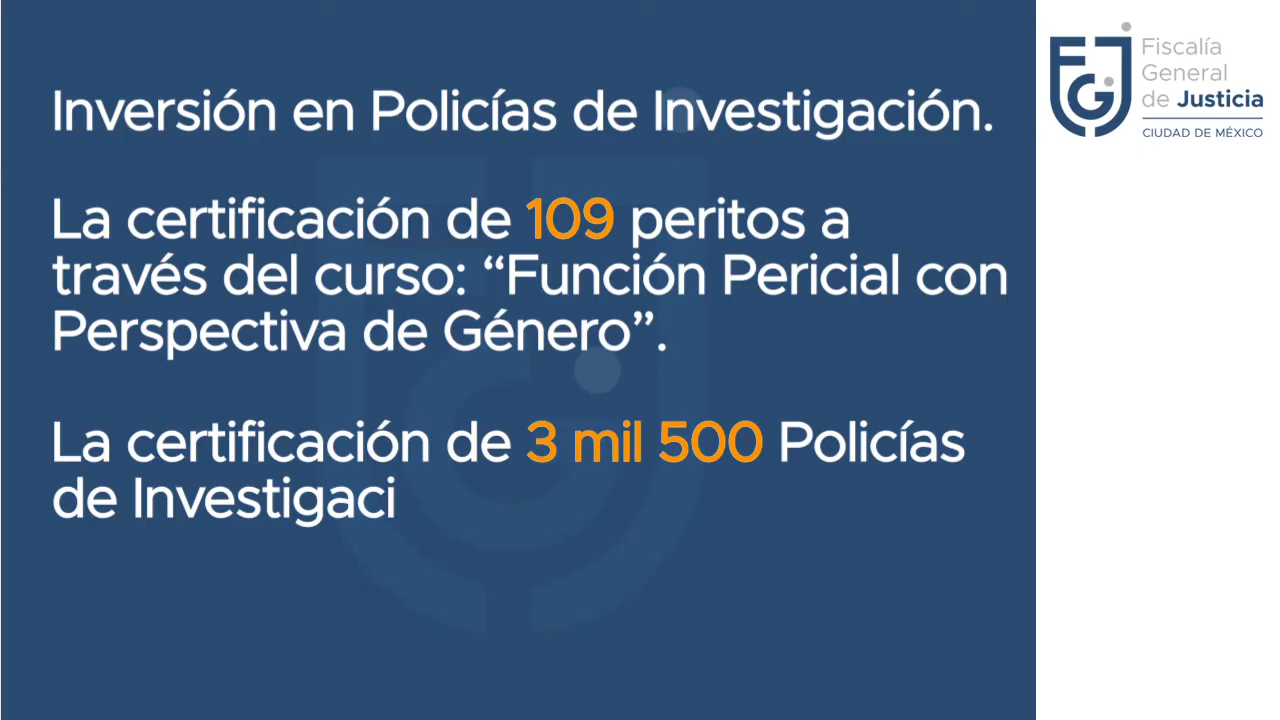 Inversión en Policías de Investigación.
La certificación de 109 peritos a
través del curso: “Función Pericial con
Perspectiva de Género”.
La certificación de 3 mil 500 Policías
de Investigaci
FGJ
Fiscalía
General
de Justicia
CIUDAD DE MÉXICO